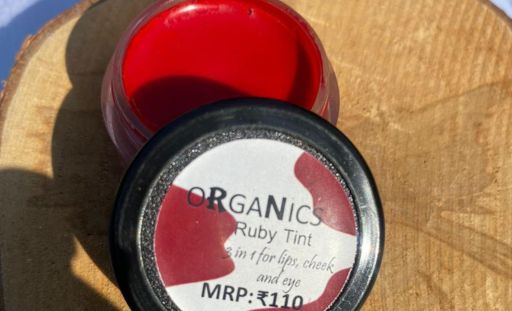 ORGANICS
Ruby Tint
3 in 1 for lips, cheek
and eye
MRP: ₹110